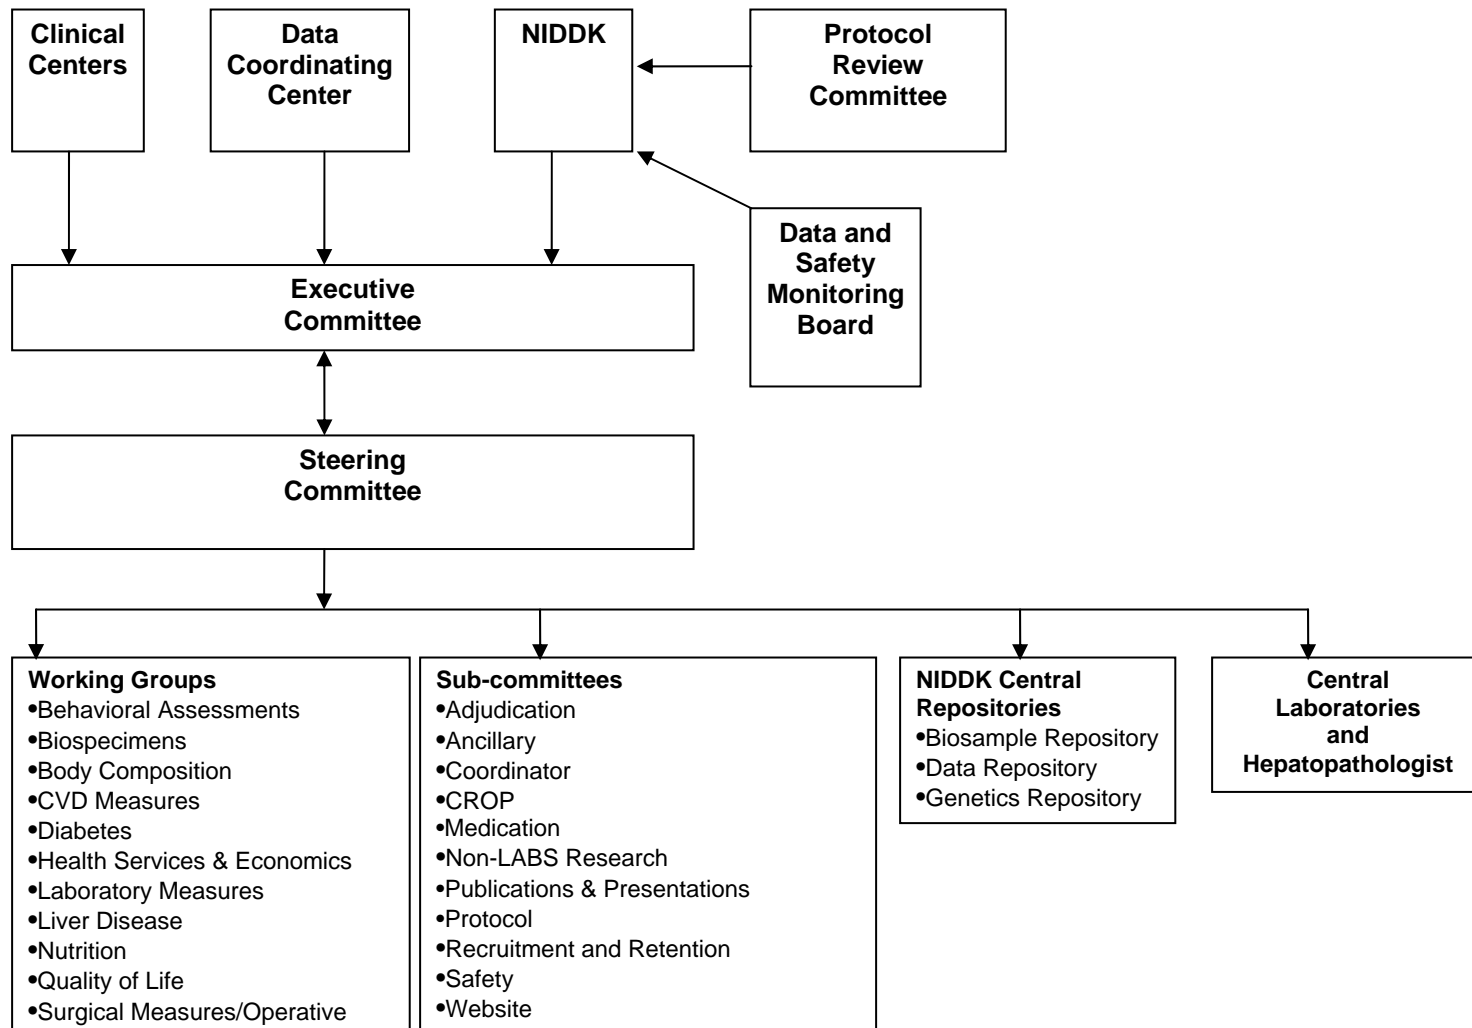 Clinical
Centers
Data
Coordinating
Center
NIDDK
Protocol
Review
Committee
Data and
Safety
Monitoring
Board
Executive
Committee
Steering
Committee
Working Groups
•Behavioral Assessments
•Biospecimens
•Body Composition
•CVD Measures
•Diabetes
•Health Services & Economics
•Laboratory Measures
•Liver Disease
•Nutrition
•Quality of Life
•Surgical Measures/Operative
Sub-committees
•Adjudication
•Ancillary
•Coordinator
•CROP
•Medication
•Non-LABS Research
•Publications & Presentations
•Protocol
•Recruitment and Retention
•Safety
•Website
NIDDK Central
Repositories
•Biosample Repository
•Data Repository
•Genetics Repository
Central
Laboratories
and
Hepatopathologist